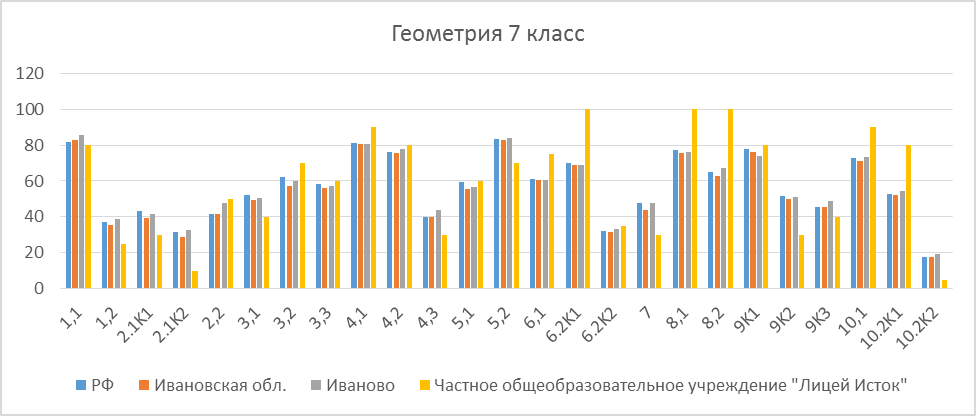 Геометрия 7 класс
120
100
80
60
40
20
0
1,1 1,2 2.1К1 2.1К2 2,2 3,1 3,2 3,3 4,1 4,2 4,3 5,1 5,2 6,1 6.2К1 6.2К2 7 8,1 8,2 9К1 9К2 9К3 10,1 10.2К1 10.2К2
РФ Ивановская обл. Иваново Частное общеобразовательное учреждение "Лицей Исток"